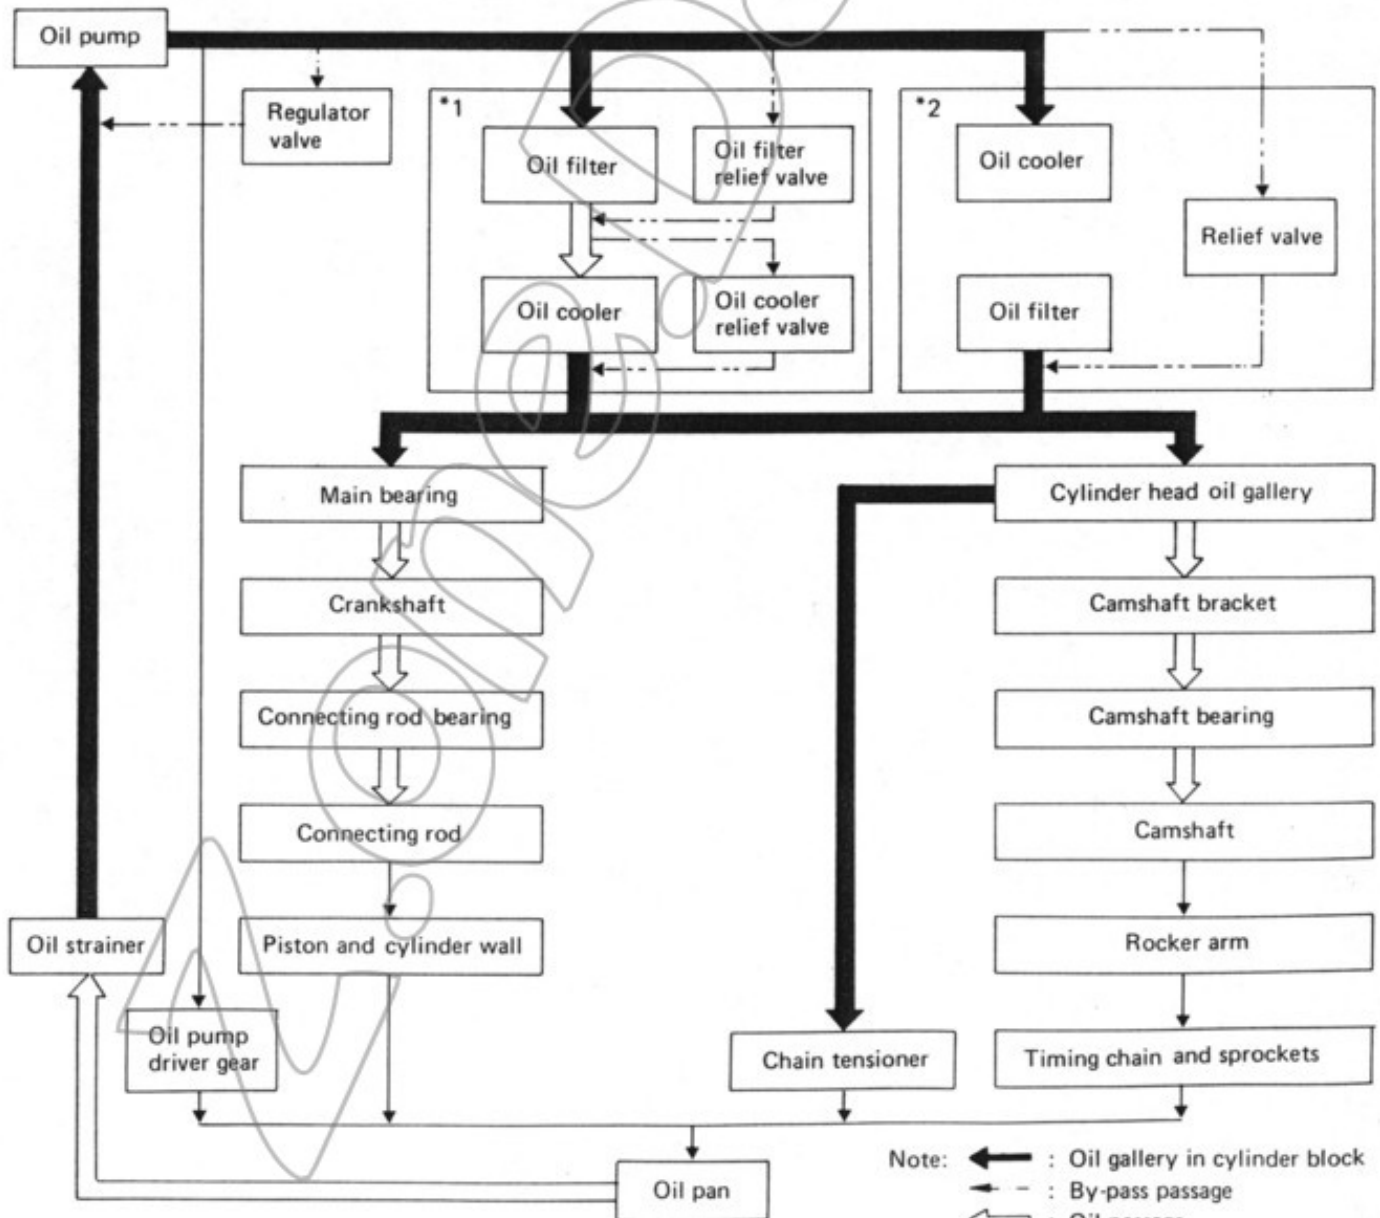 Oil pump
Regulator
valve
*1
Oil filter
Oil filter
relief valve
Oil cooler
Oil cooler
relief valve
*2
Oil cooler
Relief valve
Oil filter
Main bearing
Cylinder head oil gallery
Crankshaft
Camshaft bracket
Connecting rod bearing
Camshaft bearing
Connecting rod
Camshaft
Oil strainer
Piston and cylinder wall
Rocker arm
Oil pump
driver gear
Chain tensioner
Timing chain and sprockets
Oil pan
Note:
: Oil gallery in cylinder block
: By-pass passage
: Oil